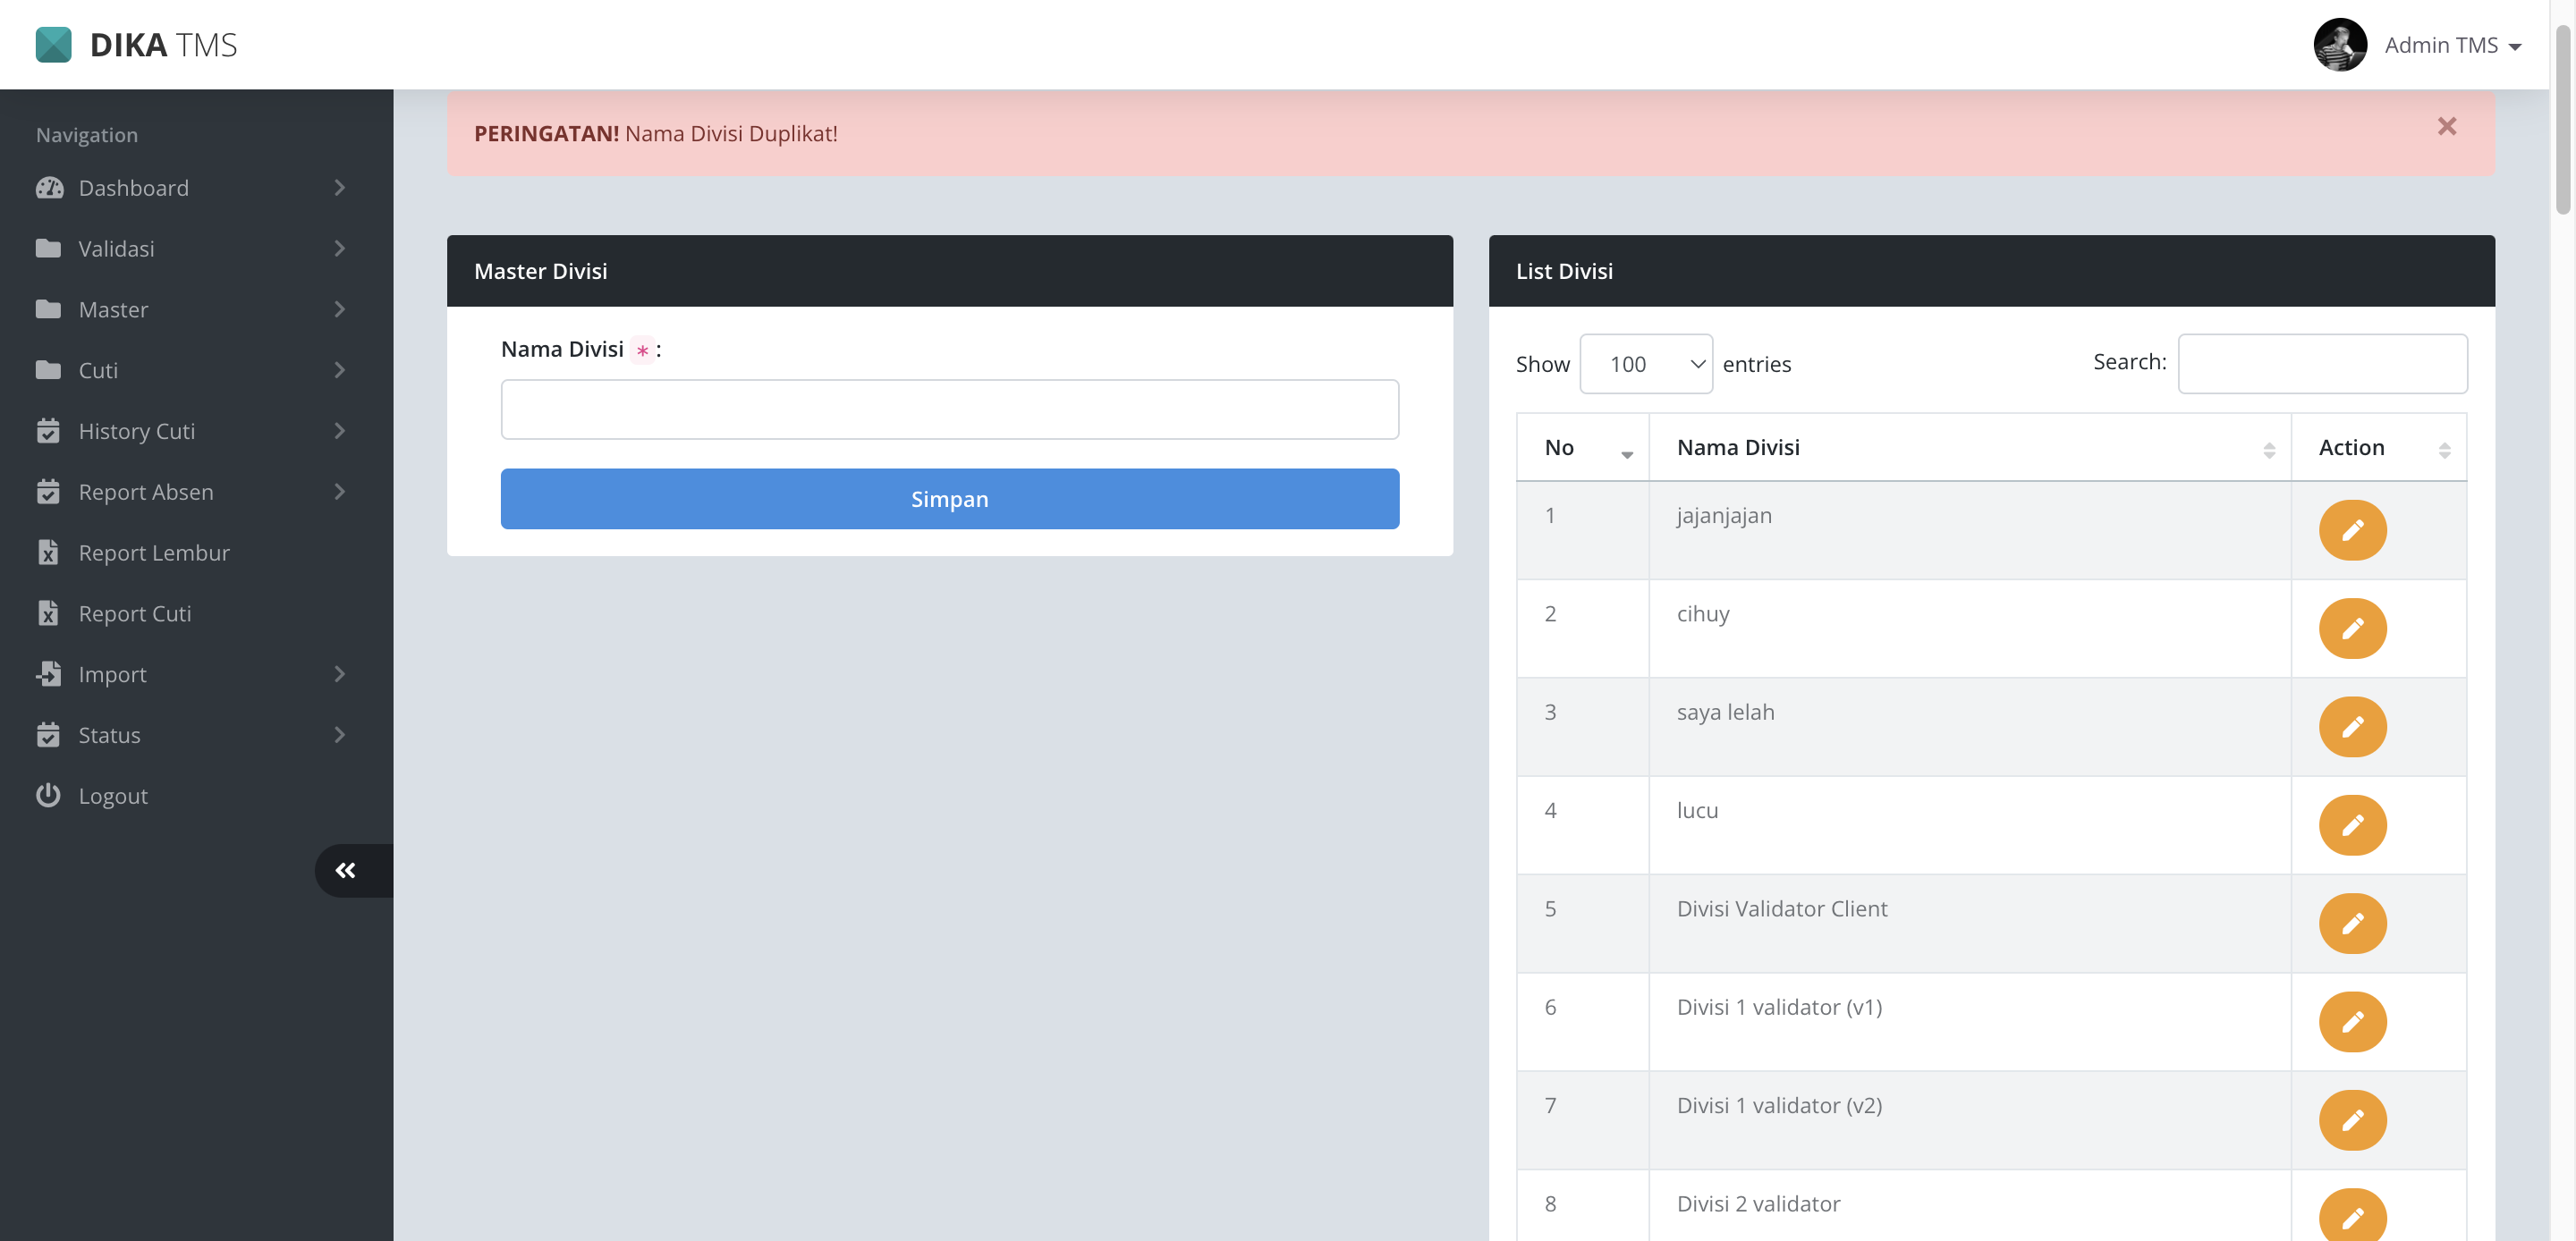 DIKA TMS
Admin TMS
Navigation
Dashboard
Validasi
Master
Cuti
History Cuti
Report Absen
Report Lembur
Report Cuti
Import
Status
Logout
PERINGATAN! Nama Divisi Duplikat!
Master Divisi
Nama Divisi * :
Simpan
List Divisi
Show 100 entries
Search:
No Nama Divisi Action
1 jajanjajan
2 cihuy
3 saya lelah
4 lucu
5 Divisi Validator Client
6 Divisi 1 validator (v1)
7 Divisi 1 validator (v2)
8 Divisi 2 validator